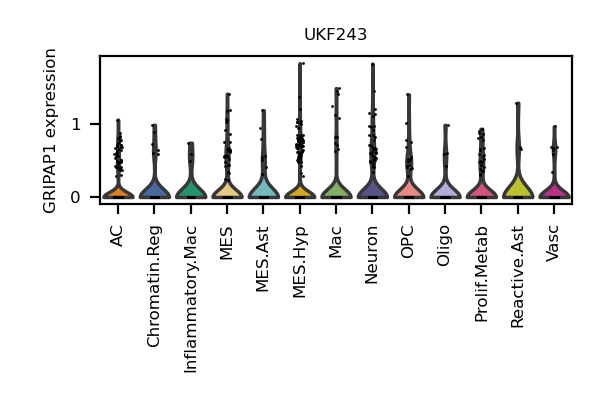 UKF243
GRIPAP1 expression
1
0
AC
Chromatin.Reg
Inflammatory.Mac
MES
MES.Ast
MES.Hyp
Mac
Neuron
OPC
Oligo
Prolif.Metab
Reactive.Ast
Vasc